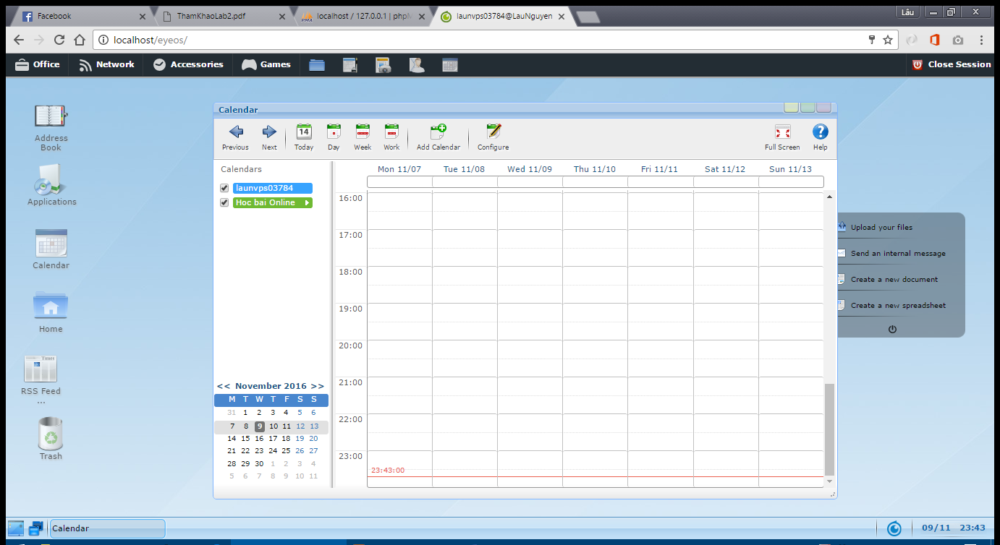 Facebook
ThamKhaoLab2.pdf
localhost / 127.0.0.1 | phpM
launvps03784@LauNguyen
Lâu
localhost/eyeos/
Office
Network
Accessories
Games
Close Session
Address Book
Applications
Calendar
Home
RSS Feed ...
Trash
Calendar
Previous
Next
14
Today
Day
Week
Work
Add Calendar
Configure
Full Screen
Help
Calendars
launvps03784
Hoc bai Online
Mon 11/07 Tue 11/08 Wed 11/09 Thu 11/10 Fri 11/11 Sat 11/12 Sun 11/13
16:00
17:00
18:00
19:00
20:00
21:00
22:00
23:00
23:43:00
<< November 2016 >>
M T W T F S S
31 1 2 3 4 5 6
7 8 9 10 11 12 13
14 15 16 17 18 19 20
21 22 23 24 25 26 27
28 29 30 1 2 3 4
5 6 7 8 9 10 11
Upload your files
Send an internal message
Create a new document
Create a new spreadsheet
Calendar
09/11 23:43